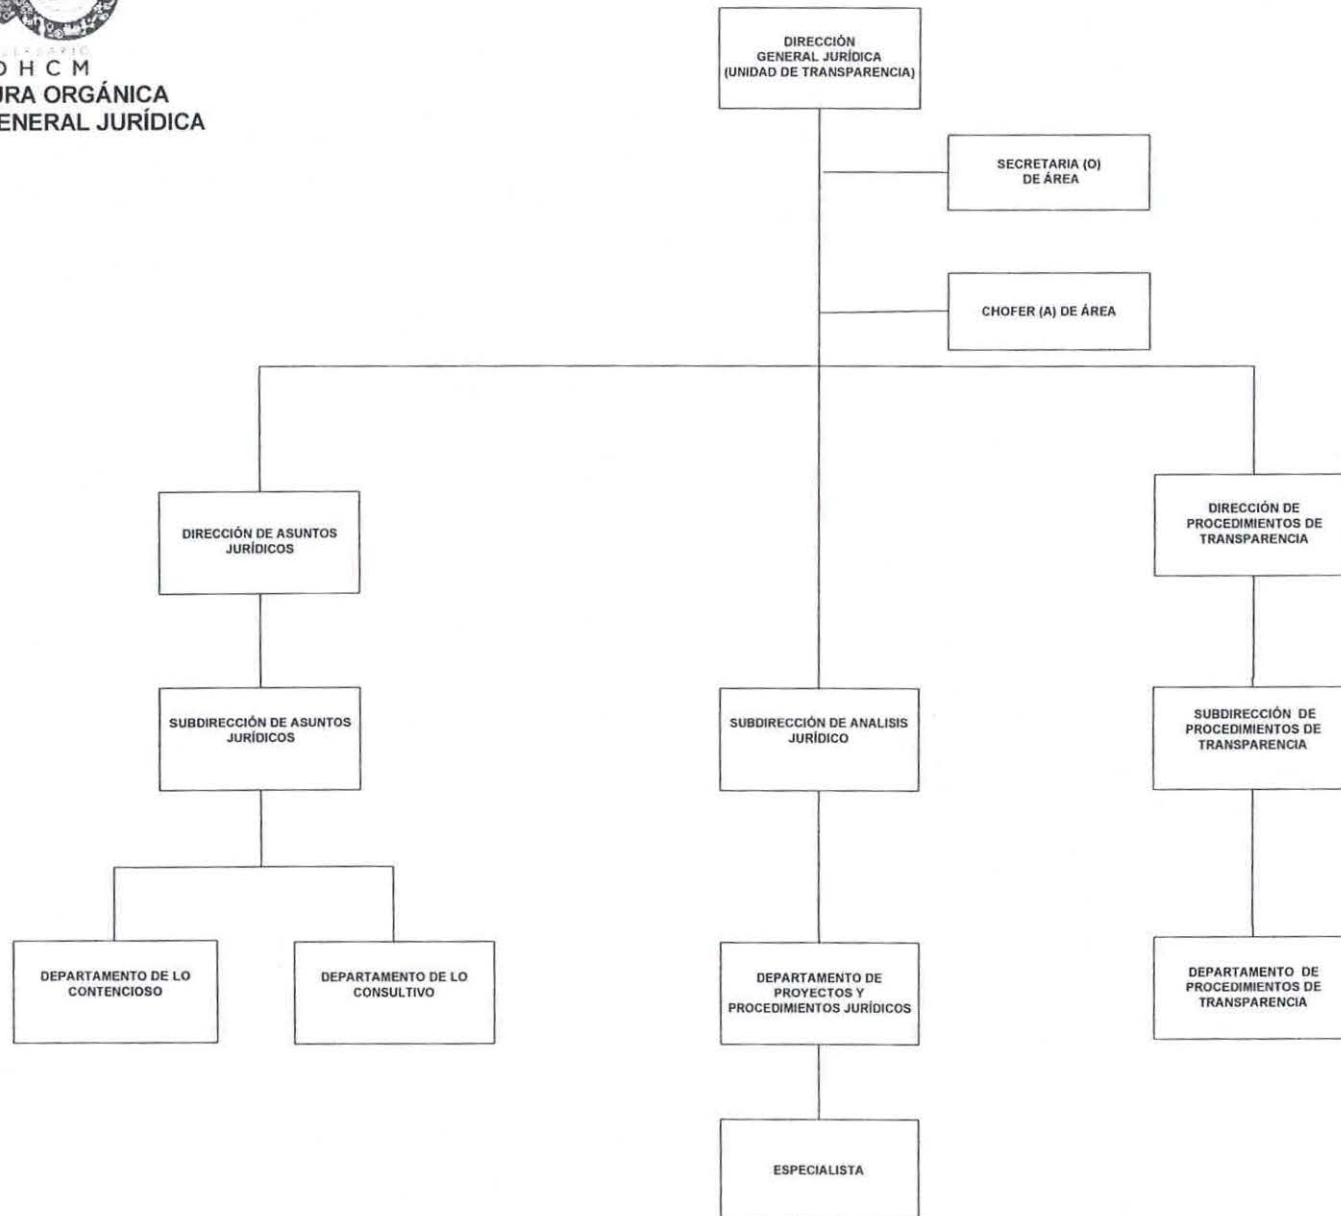 DHCM
URA ORGÁNICA
ENERAL JURÍDICA
DIRECCIÓN
GENERAL JURÍDICA
(UNIDAD DE TRANSPARENCIA)
SECRETARIA (O)
DE ÁREA
CHOFER (A) DE ÁREA
DIRECCIÓN DE ASUNTOS
JURÍDICOS
DIRECCIÓN DE
PROCEDIMIENTOS DE
TRANSPARENCIA
SUBDIRECCIÓN DE ASUNTOS
JURÍDICOS
SUBDIRECCIÓN DE ANALISIS
JURÍDICO
SUBDIRECCIÓN DE
PROCEDIMIENTOS DE
TRANSPARENCIA
DEPARTAMENTO DE LO
CONTENCIOSO
DEPARTAMENTO DE LO
CONSULTIVO
DEPARTAMENTO DE
PROYECTOS Y
PROCEDIMIENTOS JURÍDICOS
DEPARTAMENTO DE
PROCEDIMIENTOS DE
TRANSPARENCIA
ESPECIALISTA